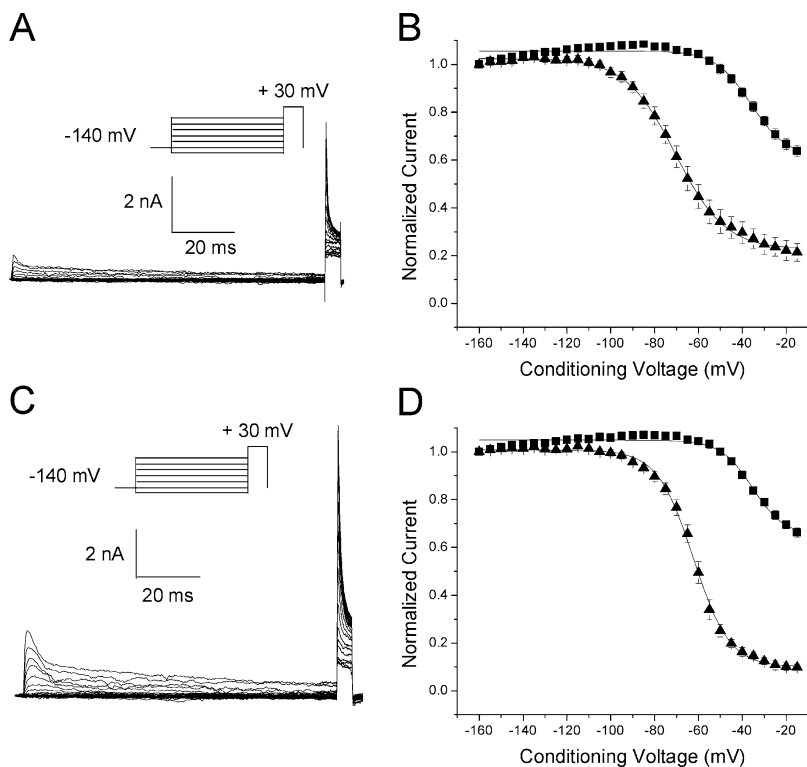 A
+ 30 mV
-140 mV
2 nA
20 ms
B
Normalized Current
1.0
0.8
0.6
0.4
0.2
0.0
-160 -140 -120 -100 -80 -60 -40 -20
Conditioning Voltage (mV)
C
+ 30 mV
-140 mV
2 nA
20 ms
D
Normalized Current
1.0
0.8
0.6
0.4
0.2
0.0
-160 -140 -120 -100 -80 -60 -40 -20
Conditioning Voltage (mV)